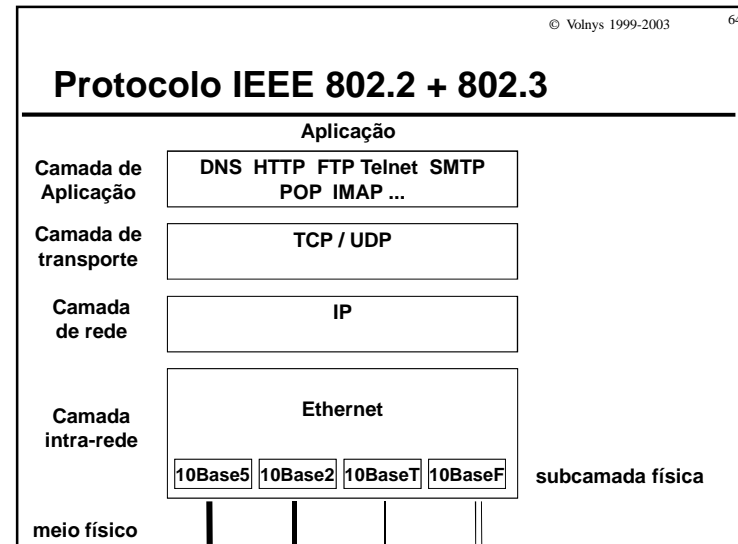 © Volnys 1999-2003 64
Protocolo IEEE 802.2 + 802.3
Aplicação
Camada de
Aplicação
DNS HTTP FTP Telnet SMTP
POP IMAP ...
Camada de
transporte
TCP / UDP
Camada
de rede
IP
Camada
intra-rede
Ethernet
10Base5 10Base2 10BaseT 10BaseF
subcamada física
meio físico